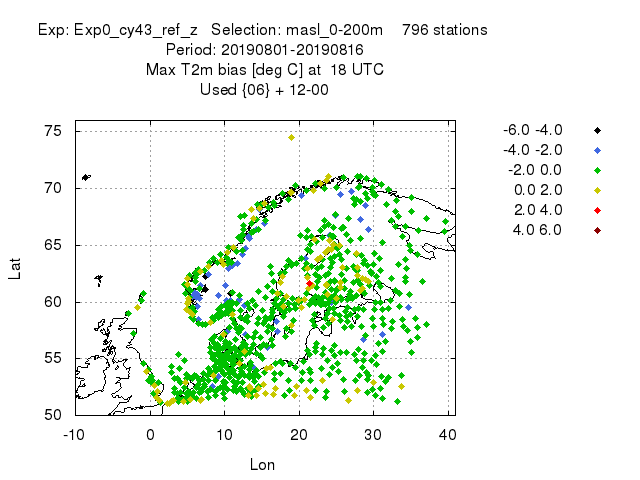 Exp: Exp0_cy43_ref_z   Selection: masl_0-200m    796 stations
Period: 20190801-20190816
Max T2m bias [deg C] at  18 UTC
Used {06} + 12-00
75
70
65
60
55
50
-10 0 10 20 30 40
Lat
Lon
-6.0 -4.0
-4.0 -2.0
-2.0 0.0
0.0 2.0
2.0 4.0
4.0 6.0